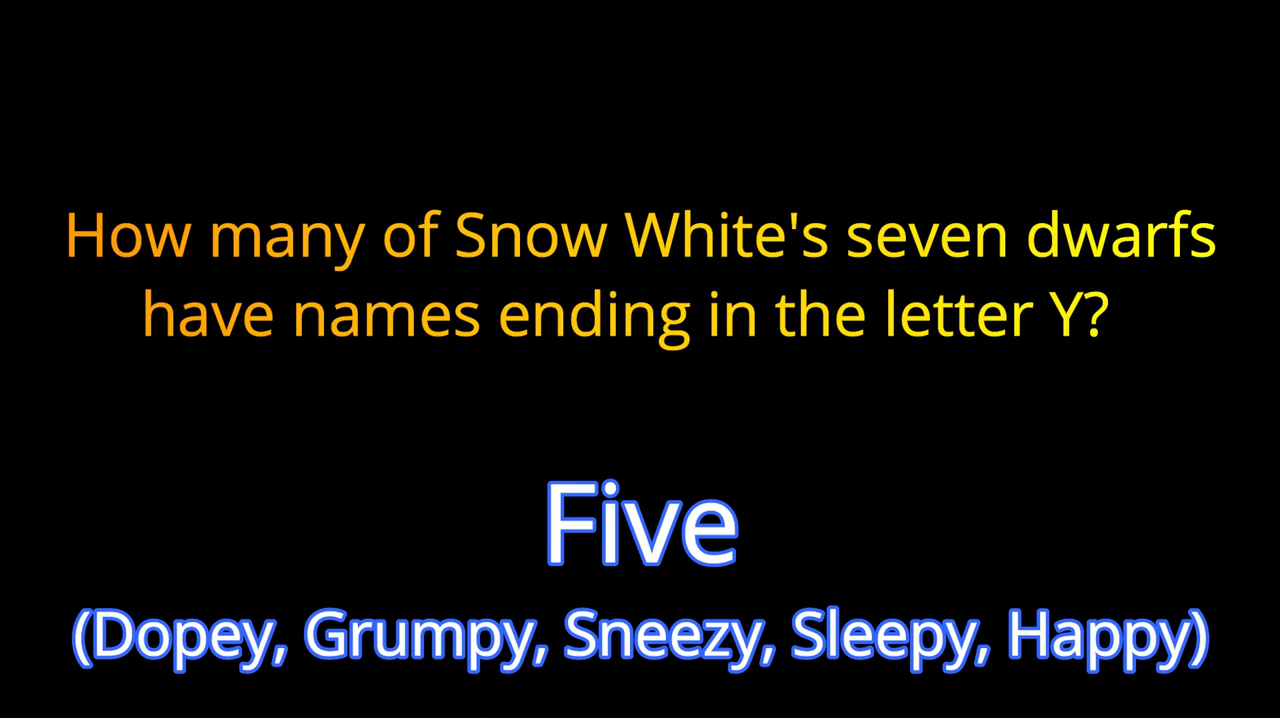 How many of Snow White's seven dwarfs
have names ending in the letter Y?
Five
(Dopey, Grumpy, Sneezy, Sleepy, Happy)